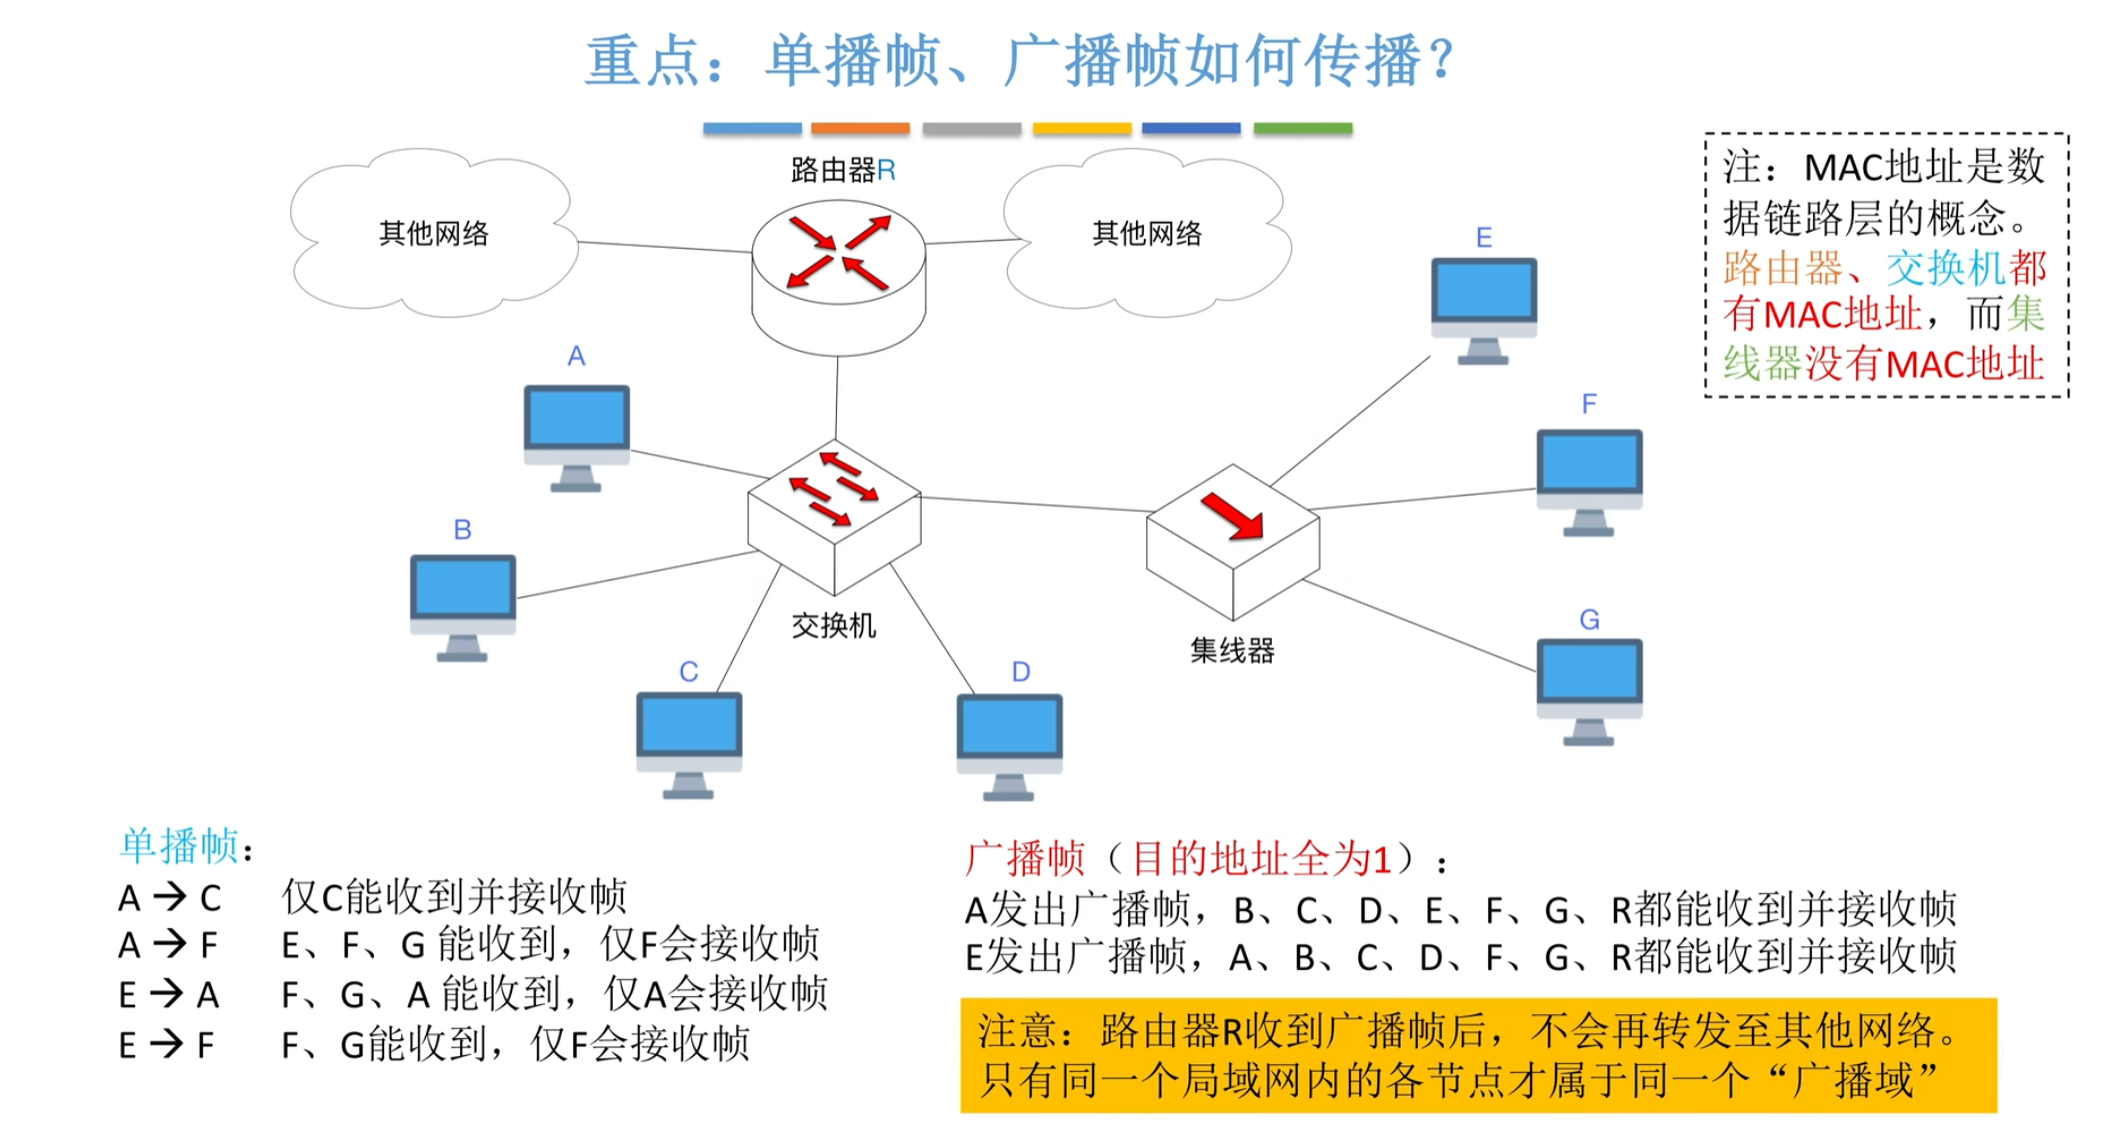 重点：单播帧、广播帧如何传播？
路由器R
其他网络
其他网络
注：MAC地址是数
据链路层的概念。
路由器、交换机都
有MAC地址，而集
线器没有MAC地址
E
A
F
B
G
交换机
集线器
C
D
单播帧：
A→C 仅C能收到并接收帧
A→F E、F、G 能收到，仅F会接收帧
E→A F、G、A 能收到，仅A会接收帧
E→F F、G能收到，仅F会接收帧
广播帧（目的地址全为1）：
A发出广播帧，B、C、D、E、F、G、R都能收到并接收帧
E发出广播帧，A、B、C、D、F、G、R都能收到并接收帧
注意：路由器R收到广播帧后，不会再转发至其他网络。
只有同一个局域网内的各节点才属于同一个“广播域”